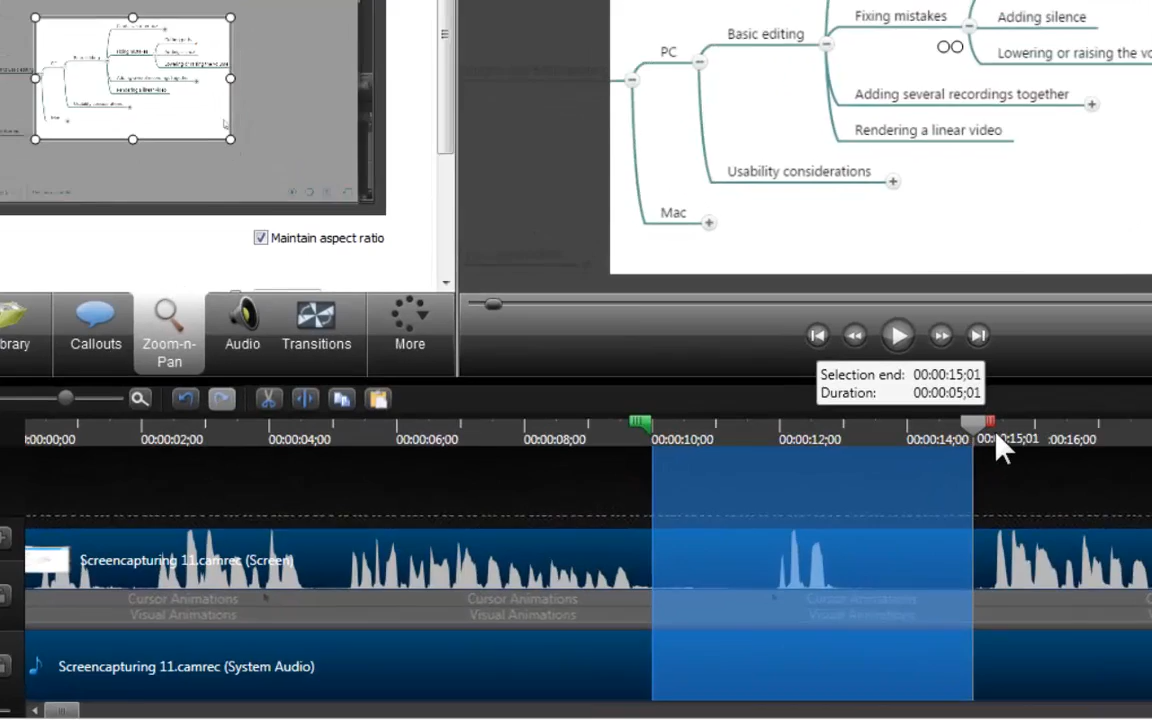 Fixing mistakes
Adding silence
Basic editing
PC
Lowering or raising the vo
Adding several recordings together
Rendering a linear video
Usability considerations
Mac
Maintain aspect ratio
brary
Callouts
Zoom-n-
Pan
Audio
Transitions
More
Selection end: 00:00:15;01
Duration: 00:00:05;01
00:00:00;00 00:00:02;00 00:00:04;00 00:00:06;00 00:00:08;00 00:00:10;00 00:00:12;00 00:00:14;00 00:00:15;01 :00:16;00
Screencapturing 11.camrec (Screen)
Cursor Animations Cursor Animations Cursor Animations
Visual Animations Visual Animations Visual Animations
Screencapturing 11.camrec (System Audio)